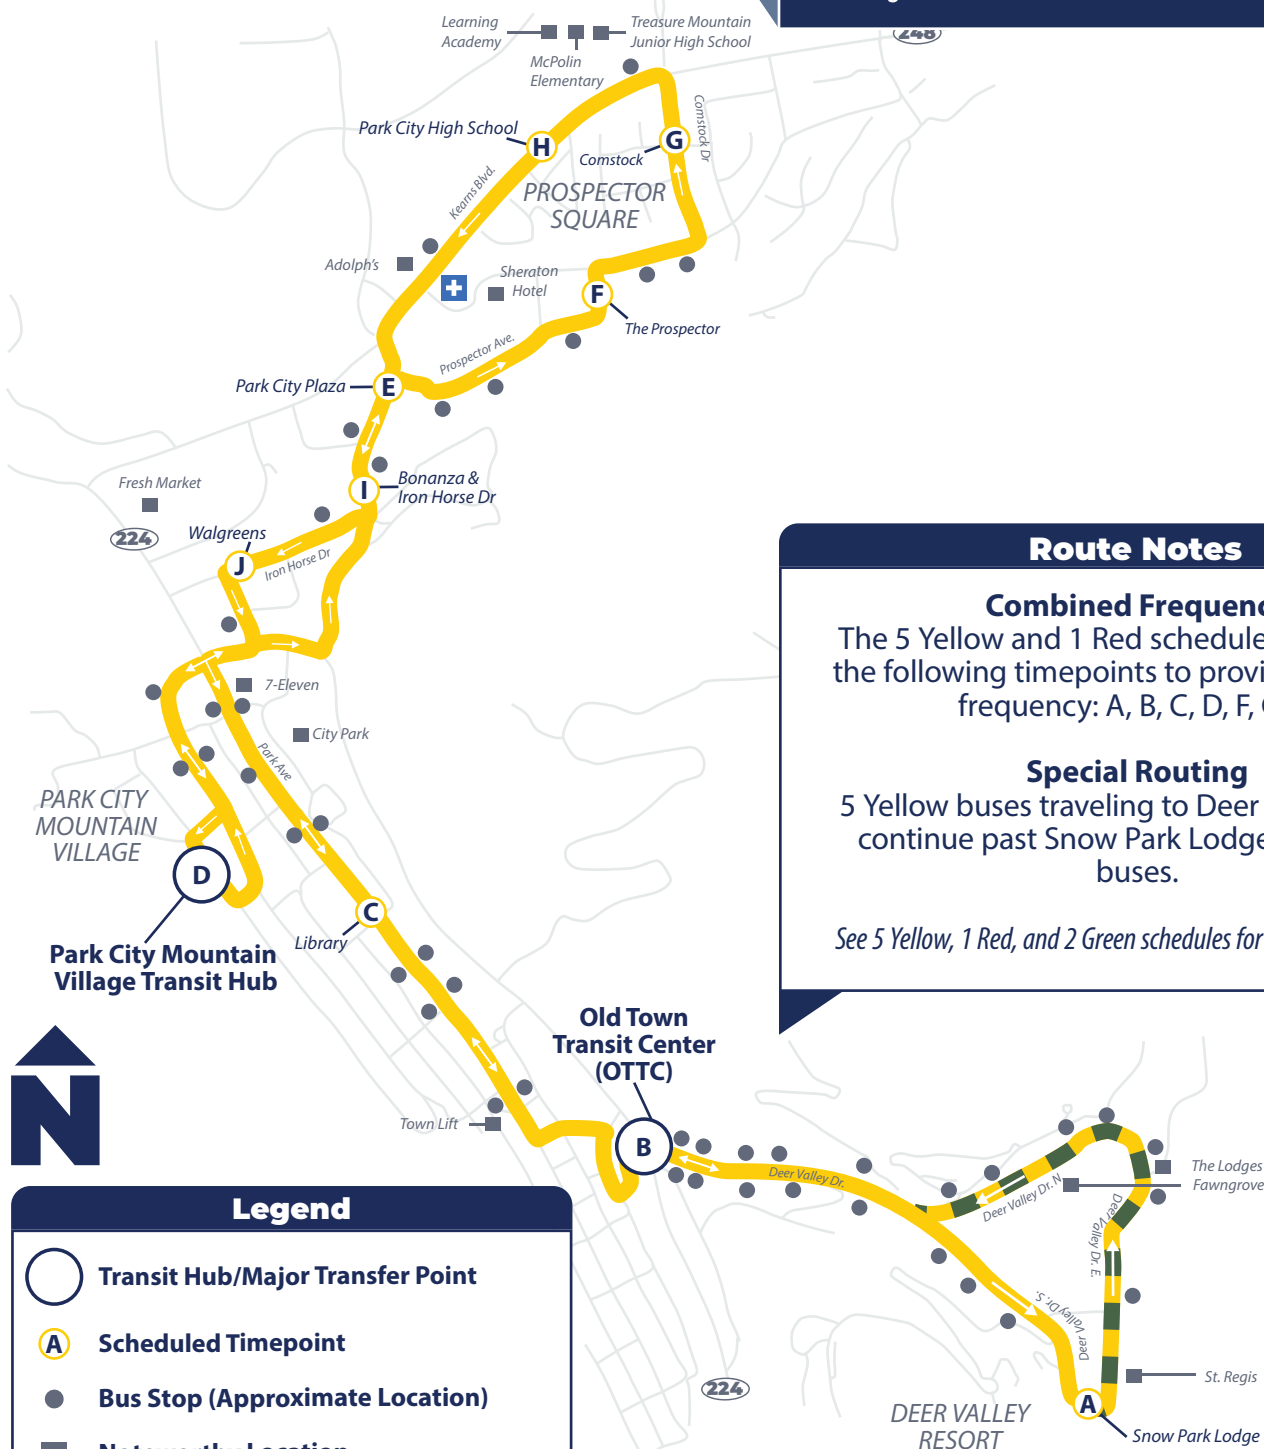 248
Learning
Academy
McPolin
Elementary
Treasure Mountain
Junior High School
Park City High School
H
G
Comstock
Comstock Dr
PROSPECTOR
SQUARE
Kearns Blvd.
Adolph's
Sheraton
Hotel
F
The Prospector
Prospector Ave.
Park City Plaza
E
Fresh Market
224
I
Bonanza &
Iron Horse Dr
Walgreens
J
Iron Horse Dr
7-Eleven
City Park
Park Ave
PARK CITY
MOUNTAIN
VILLAGE
D
Park City Mountain
Village Transit Hub
C
Library
Route Notes
Combined Frequenc
The 5 Yellow and 1 Red schedule
the following timepoints to provi
frequency: A, B, C, D, F,
Special Routing
5 Yellow buses traveling to Deer
continue past Snow Park Lodge
buses.
See 5 Yellow, 1 Red, and 2 Green schedules for
N
Old Town
Transit Center
(OTTC)
B
Town Lift
Deer Valley Dr.
Deer Valley Dr. N
The Lodges
Fawngrove
Deer Valley Dr. E.
Deer Valley Dr. S.
St. Regis
A
Snow Park Lodge
DEER VALLEY
RESORT
224
Legend
Transit Hub/Major Transfer Point
A Scheduled Timepoint
Bus Stop (Approximate Location)
Noteworthy Location